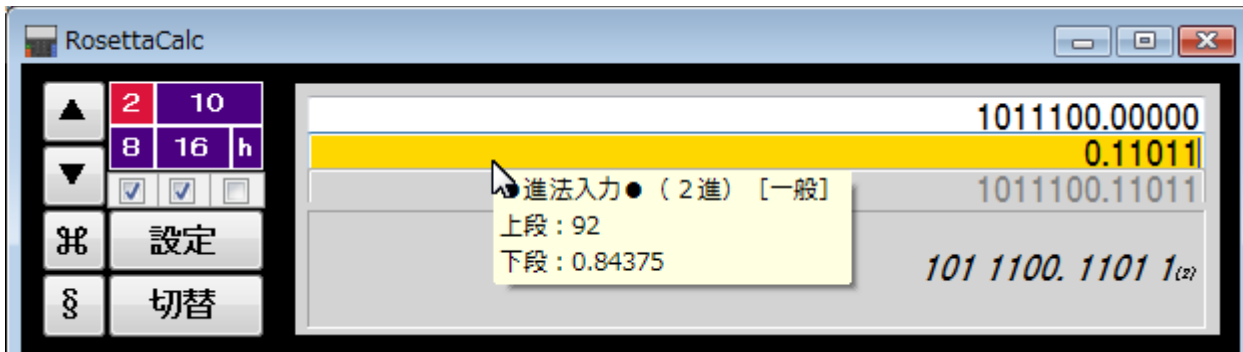 RosettaCalc
▲ 2 10
8 16 h
▼
⌘ 設定
§ 切替
1011100.00000
0.11011
1011100.11011
●進法入力●（２進）［一般］
上段：92
下段：0.84375
101 1100. 1101 1(2)